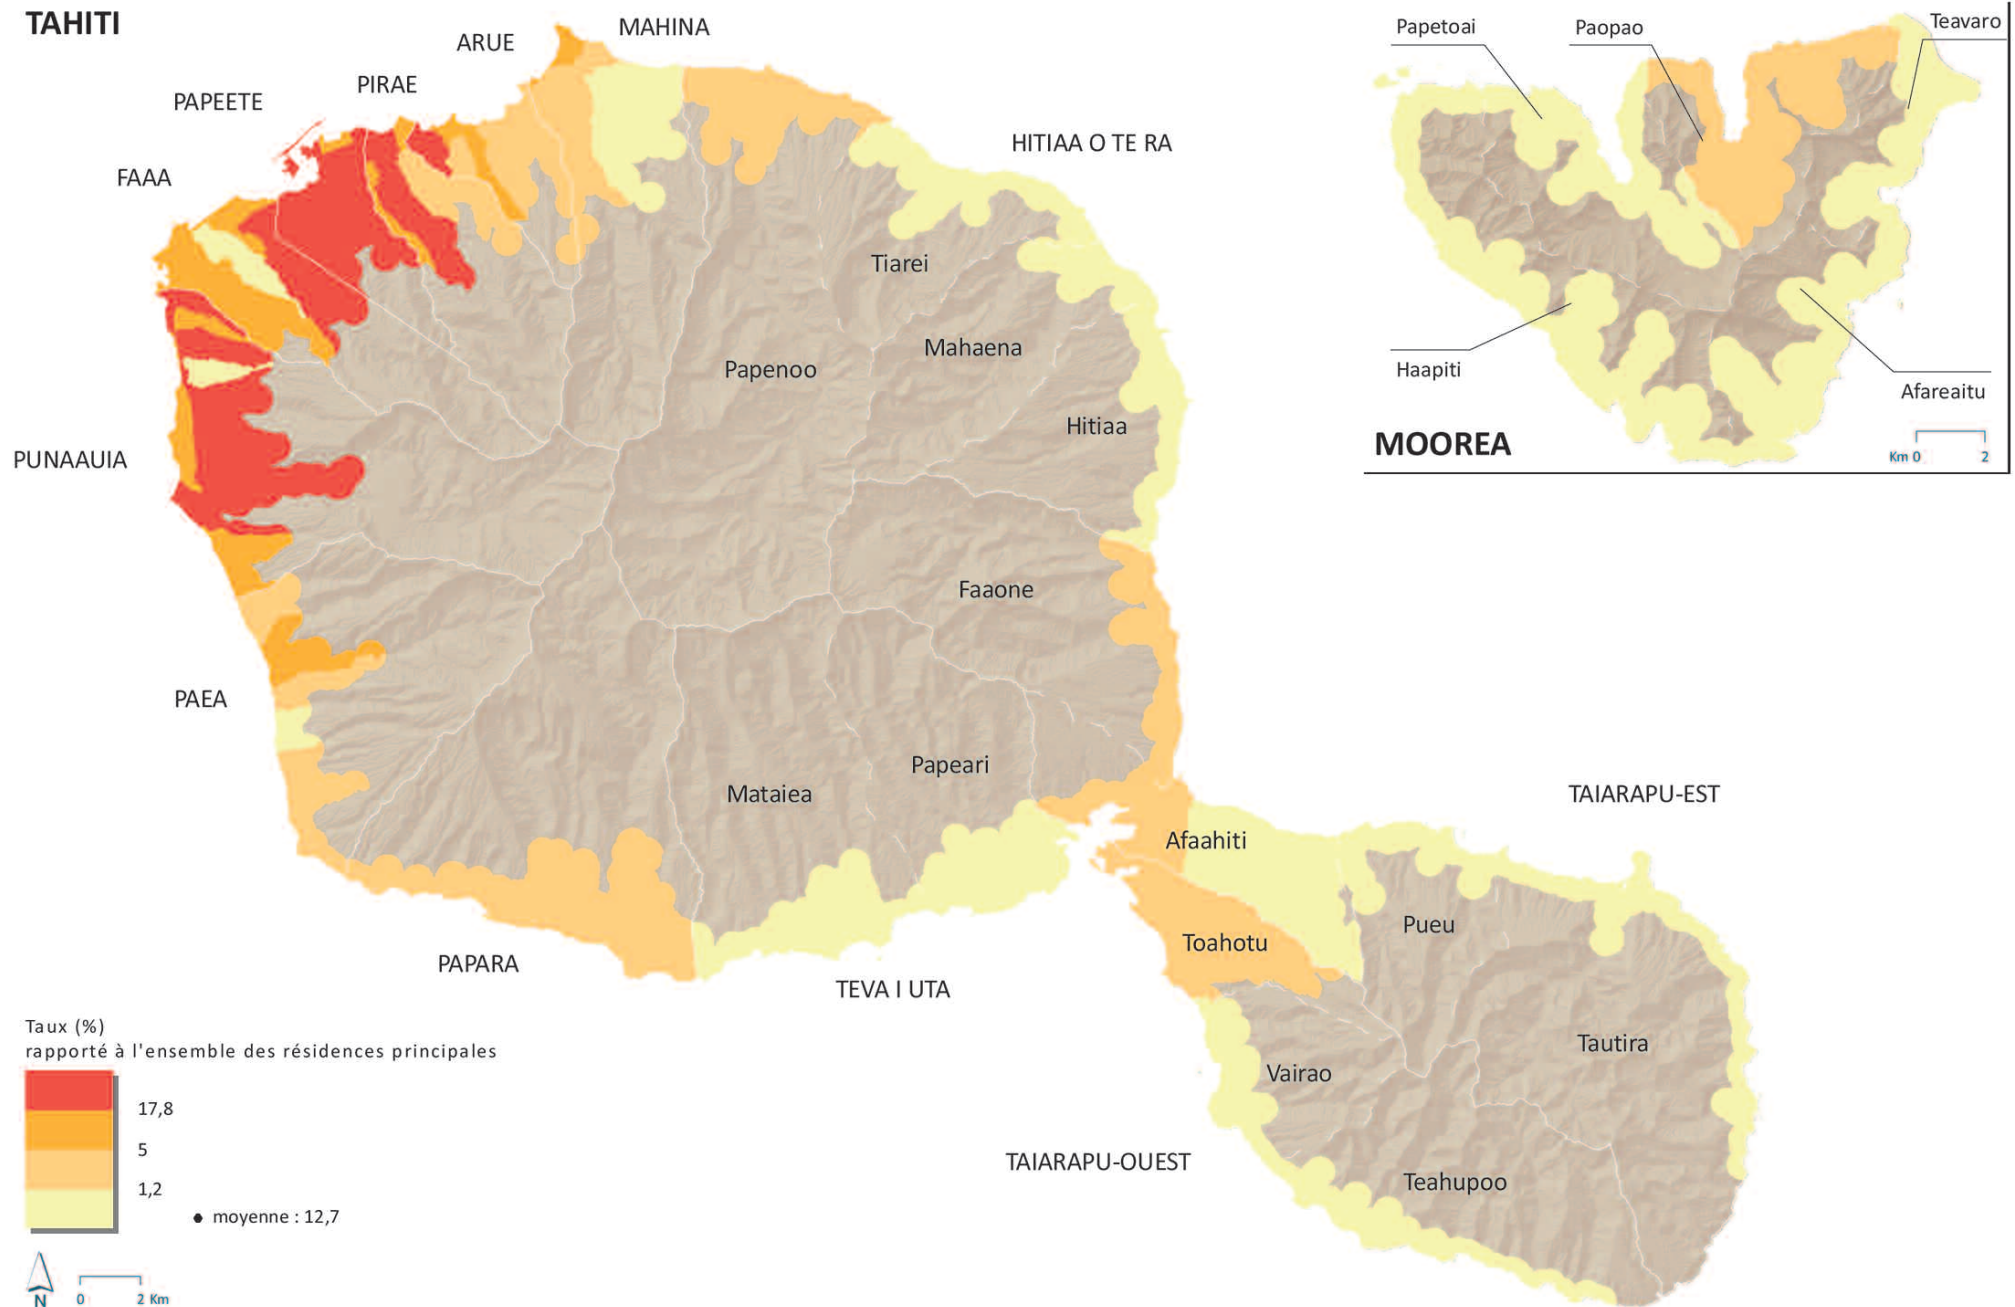 TAHITI
MAHINA
ARUE
PIRAE
PAPEETE
FAAA
HITIAA O TE RA
Tiarei
Mahaena
Papenoo
Hitiaa
PUNAAUIA
Faaone
PAEA
Papeari
Mataiea
Afaahiti
TAIARAPU-EST
Pueu
Toahotu
PAPARA
TEVA I UTA
Tautira
Vairao
TAIARAPU-OUEST
Teahupoo
Papetoai
Paopao
Teavaro
Haapiti
Afareaitu
MOOREA
Km 0 2
Taux (%)
rapporté à l'ensemble des résidences principales
17,8
5
1,2
moyenne : 12,7
N
0 2 Km